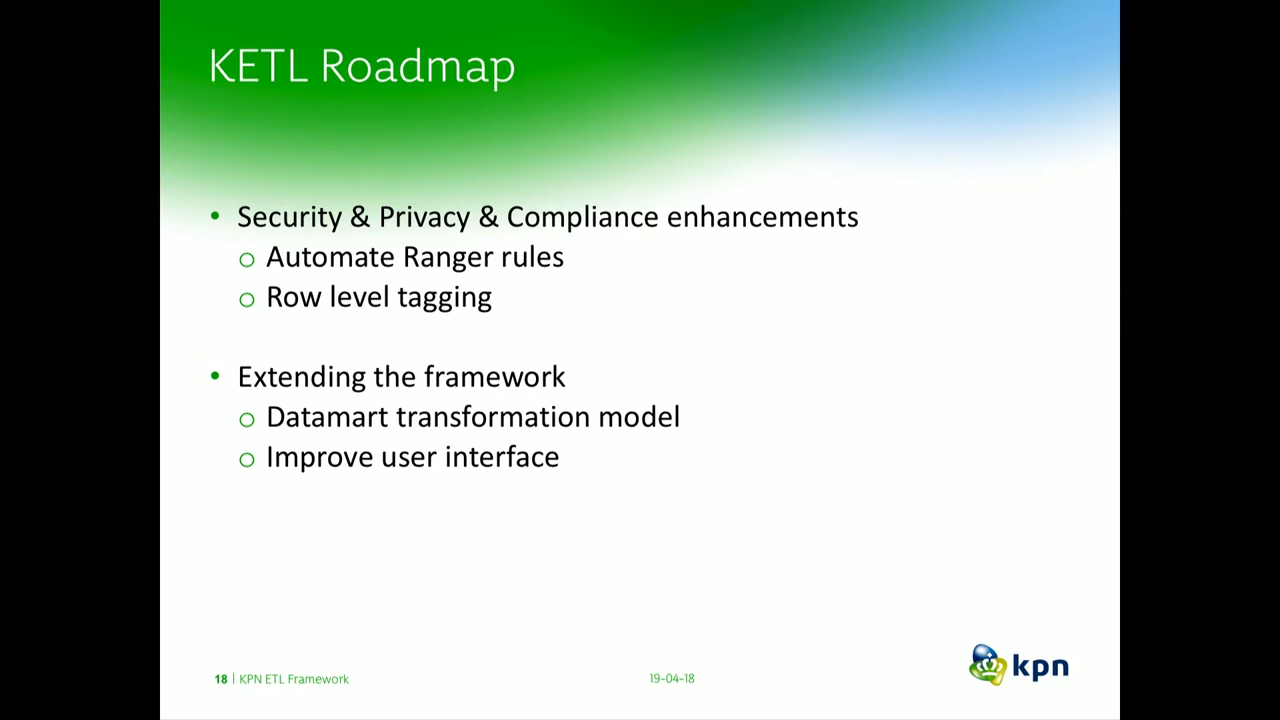 KETL Roadmap
• Security & Privacy & Compliance enhancements
o Automate Ranger rules
o Row level tagging
• Extending the framework
o Datamart transformation model
o Improve user interface
18 | KPN ETL Framework
19-04-18
kpn